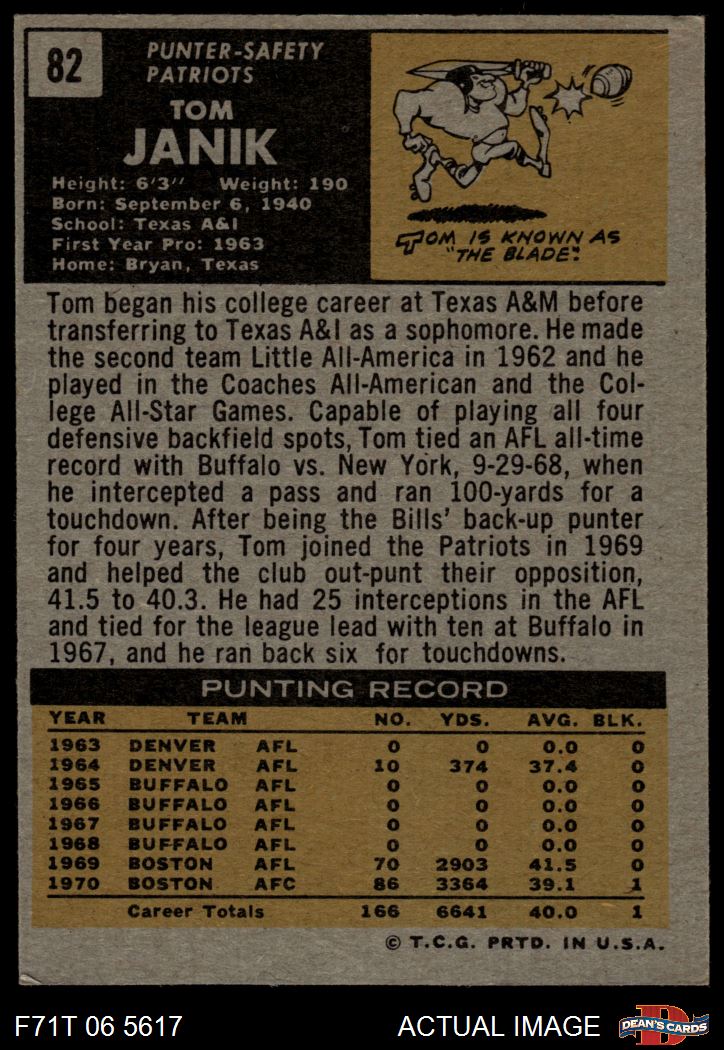 82
PUNTER-SAFETY
PATRIOTS
TOM
JANIK
Height: 6'3" Weight: 190
Born: September 6, 1940
School: Texas A&I
First Year Pro: 1963
Home: Bryan, Texas
TOM IS KNOWN AS
"THE BLADE".
Tom began his college career at Texas A&M before
transferring to Texas A&I as a sophomore. He made
the second team Little All-America in 1962 and he
played in the Coaches All-American and the Col-
lege All-Star Games. Capable of playing all four
defensive backfield spots, Tom tied an AFL all-time
record with Buffalo vs. New York, 9-29-68, when
he intercepted a pass and ran 100-yards for a
touchdown. After being the Bills' back-up punter
for four years, Tom joined the Patriots in 1969
and helped the club out-punt their opposition,
41.5 to 40.3. He had 25 interceptions in the AFL
and tied for the league lead with ten at Buffalo in
1967, and he ran back six for touchdowns.
PUNTING RECORD
YEAR TEAM NO. YDS. AVG. BLK.
1963 DENVER AFL 0 0 0.0 0
1964 DENVER AFL 10 374 37.4 0
1965 BUFFALO AFL 0 0 0.0 0
1966 BUFFALO AFL 0 0 0.0 0
1967 BUFFALO AFL 0 0 0.0 0
1968 BUFFALO AFL 0 0 0.0 0
1969 BOSTON AFL 70 2903 41.5 0
1970 BOSTON AFC 86 3364 39.1 1
Career Totals 166 6641 40.0 1
© T.C.G. PRTD. IN U.S.A.
F71T 06 5617 ACTUAL IMAGE
D
DEAN'S CARDS